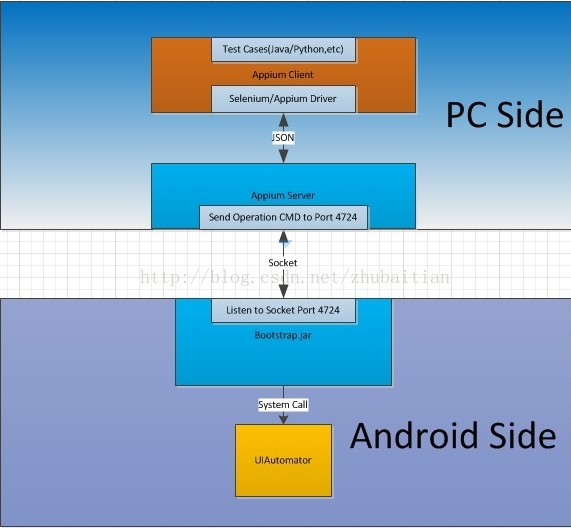 Test Cases(Java/Python,etc)
Appium Client
Selenium/Appium Driver
PC Side
JSON
Appium Server
Send Operation CMD to Port 4724
Socket
http://blog.csdn.net/zhubaitian
Listen to Socket Port 4724
Bootstrap.jar
System Call
Android Side
UIAutomator